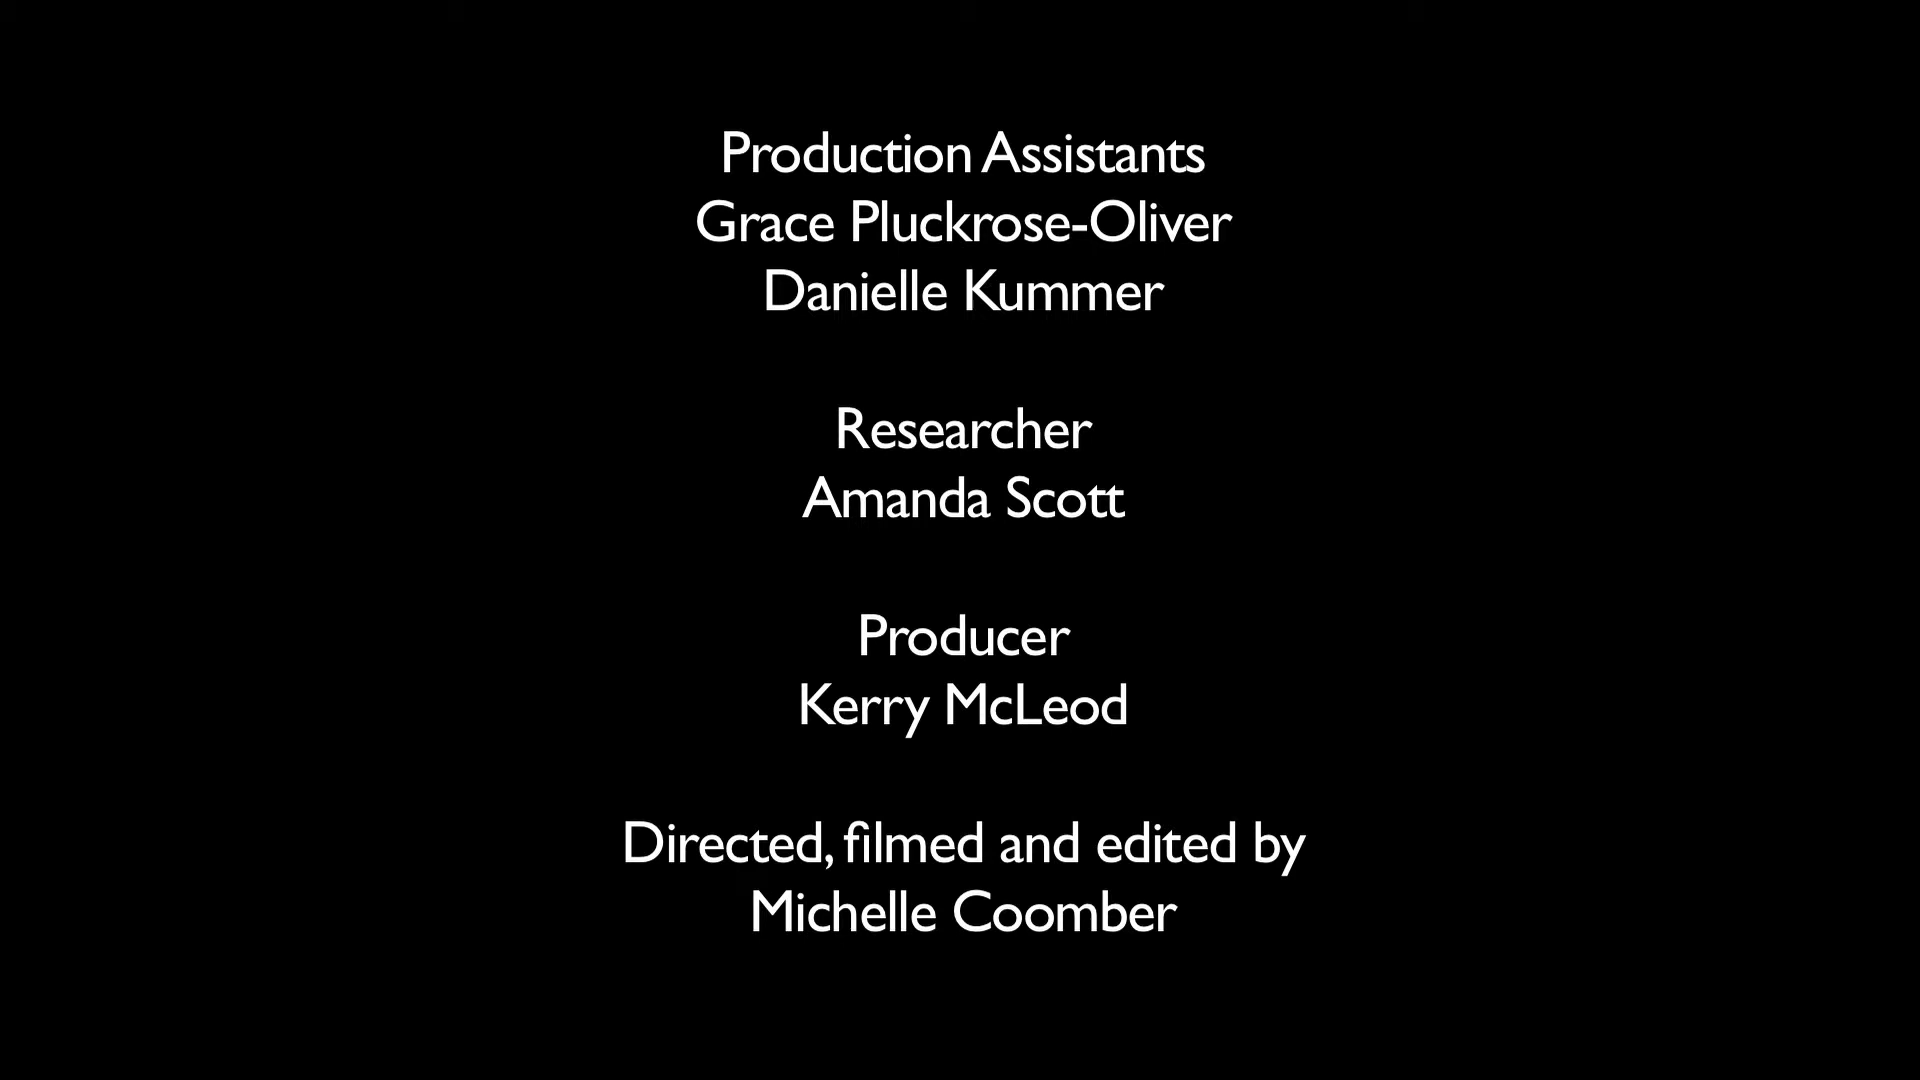 Production Assistants
Grace Pluckrose-Oliver
Danielle Kummer
Researcher
Amanda Scott
Producer
Kerry McLeod
Directed, filmed and edited by
Michelle Coomber